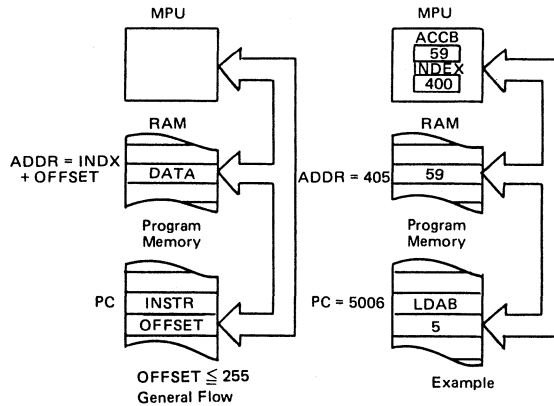 MPU
RAM
ADDR = INDX
+ OFFSET
DATA
Program
Memory
PC
INSTR
OFFSET
OFFSET ≦ 255
General Flow
MPU
ACCB
59
INDEX
400
RAM
ADDR = 405
59
Program
Memory
PC = 5006
LDAB
5
Example